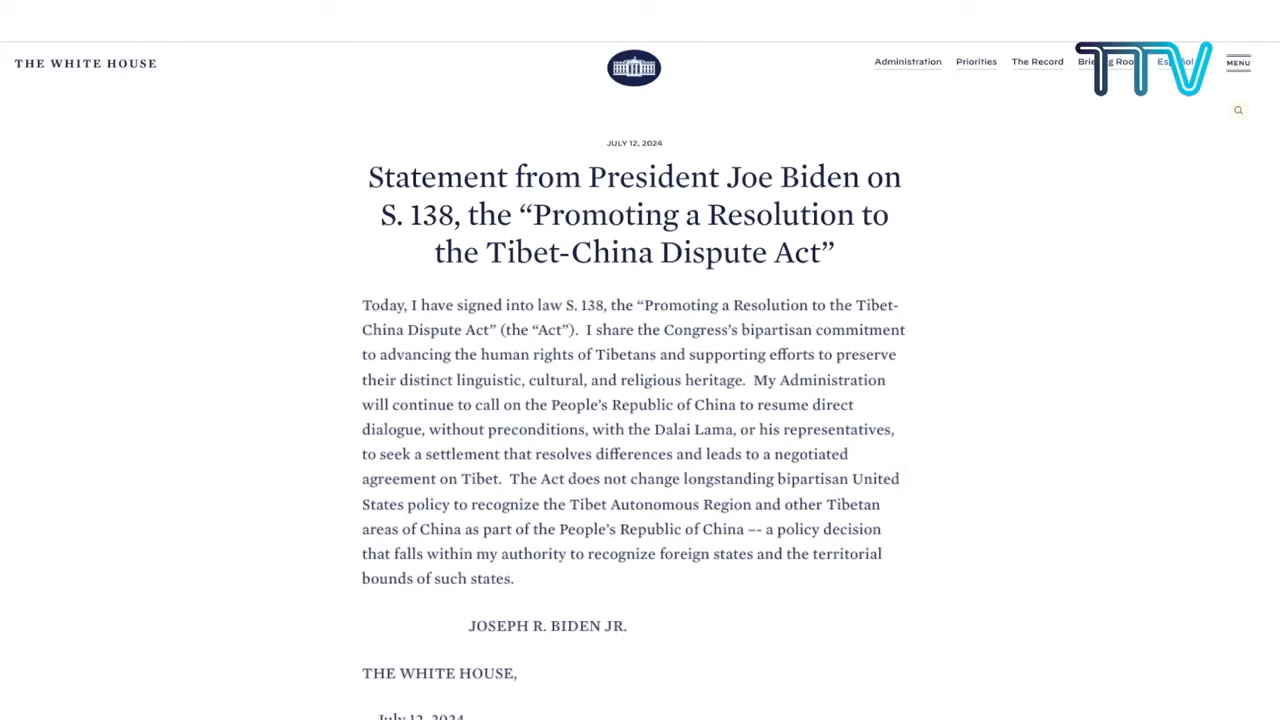 THE WHITE HOUSE
Administration
Priorities
The Record
Español
MENU
TTV
JULY 12, 2024
Statement from President Joe Biden on
S. 138, the “Promoting a Resolution to
the Tibet-China Dispute Act”
Today, I have signed into law S. 138, the “Promoting a Resolution to the Tibet-
China Dispute Act” (the “Act”).  I share the Congress’s bipartisan commitment
to advancing the human rights of Tibetans and supporting efforts to preserve
their distinct linguistic, cultural, and religious heritage.  My Administration
will continue to call on the People’s Republic of China to resume direct
dialogue, without preconditions, with the Dalai Lama, or his representatives,
to seek a settlement that resolves differences and leads to a negotiated
agreement on Tibet.  The Act does not change longstanding bipartisan United
States policy to recognize the Tibet Autonomous Region and other Tibetan
areas of China as part of the People’s Republic of China –- a policy decision
that falls within my authority to recognize foreign states and the territorial
bounds of such states.
JOSEPH R. BIDEN JR.
THE WHITE HOUSE,
July 12, 2024